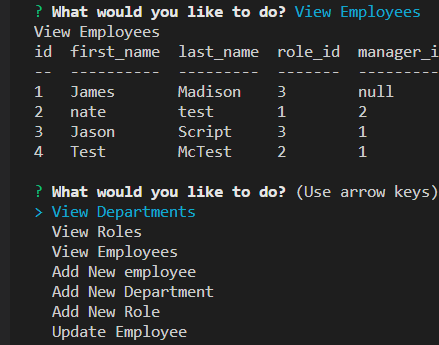 ? What would you like to do? View Employees
View Employees
id first_name last_name role_id manager_i
-- ---------- --------- ------- ---------
1 James Madison 3 null
2 nate test 1 2
3 Jason Script 3 1
4 Test McTest 2 1
? What would you like to do? (Use arrow keys)
> View Departments
View Roles
View Employees
Add New employee
Add New Department
Add New Role
Update Employee